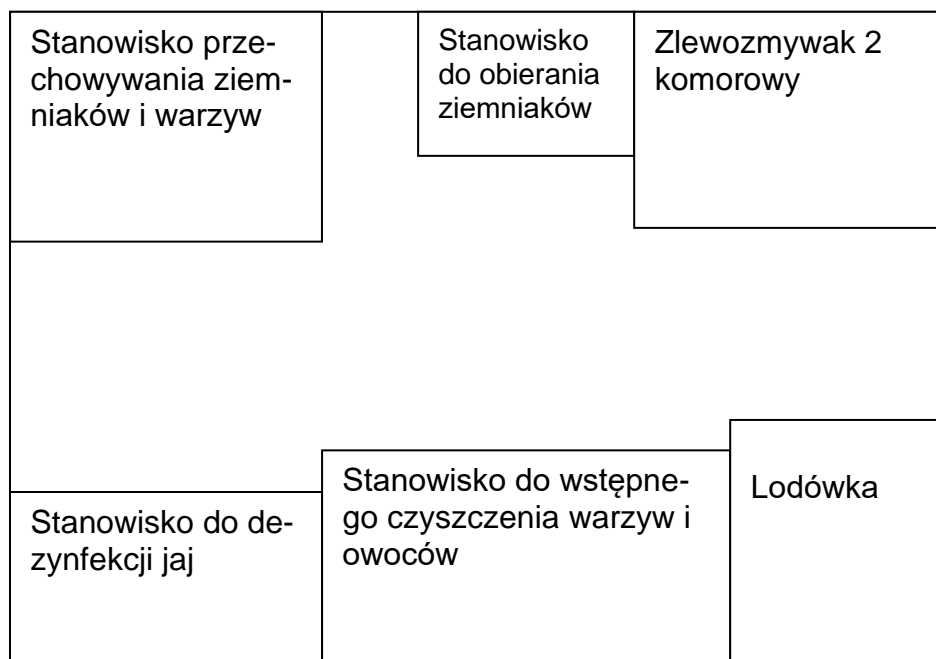 Stanowisko prze-
chowywania ziem-
niaków i warzyw
Stanowisko
do obierania
ziemniaków
Zlewozmywak 2
komorowy
Stanowisko do de-
zynfekcji jaj
Stanowisko do wstępne-
go czyszczenia warzyw i
owoców
Lodówka